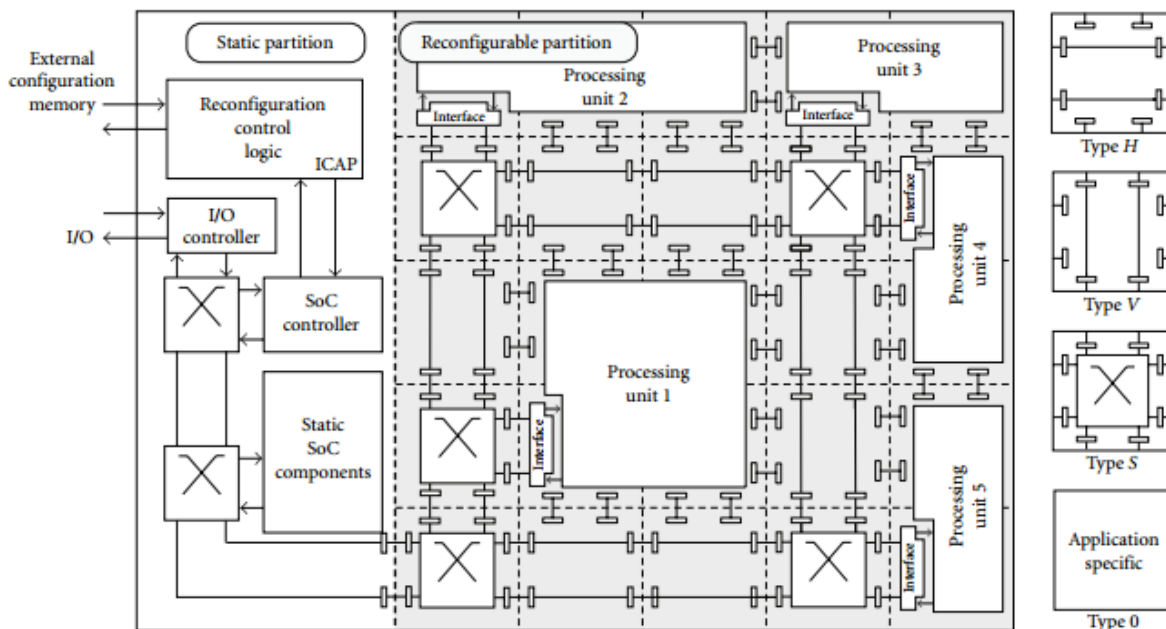 Static partition
Reconfigurable partition
External
configuration
memory
Reconfiguration
control
logic
ICAP
I/O
I/O
controller
SoC
controller
Static
SoC
components
Processing
unit 2
Interface
Processing
unit 3
Interface
Interface
Processing
unit 4
Processing
unit 1
Interface
Processing
unit 5
Interface
Type H
Type V
Type S
Application
specific
Type 0